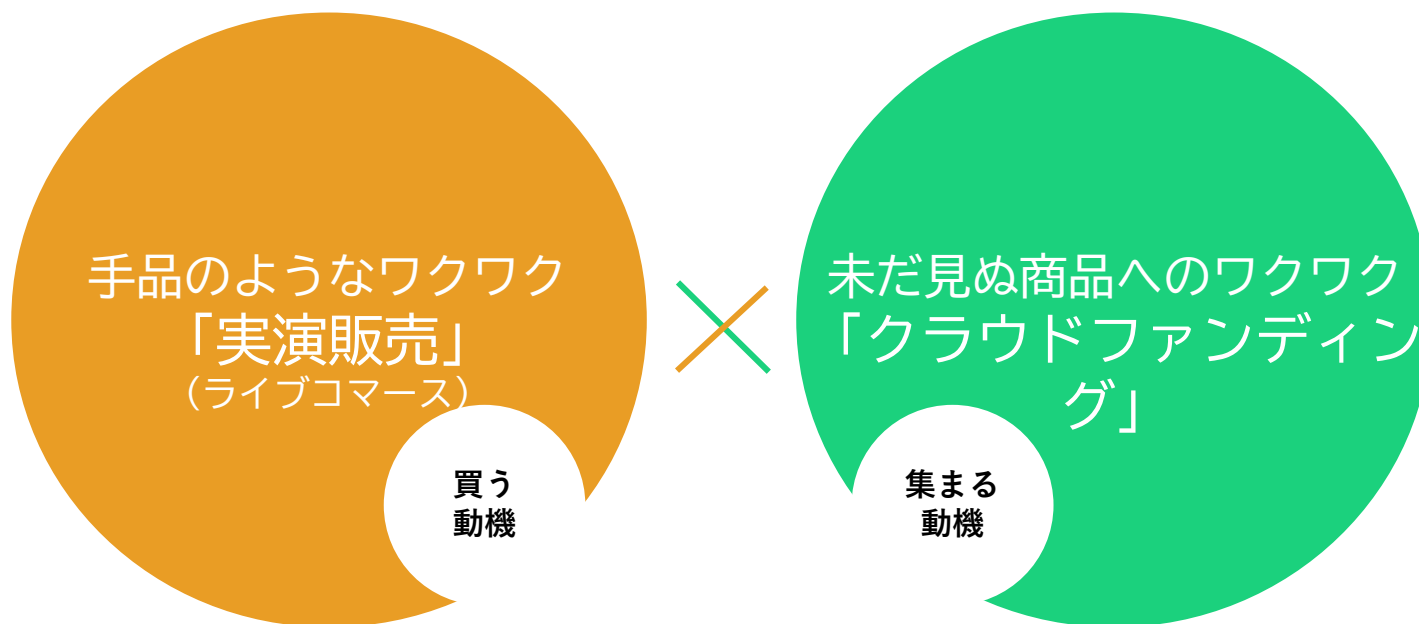 手品のようなワクワク
「実演販売」
（ライブコマース）
買う
動機
未だ見ぬ商品へのワクワク
「クラウドファンディン
グ」
集まる
動機